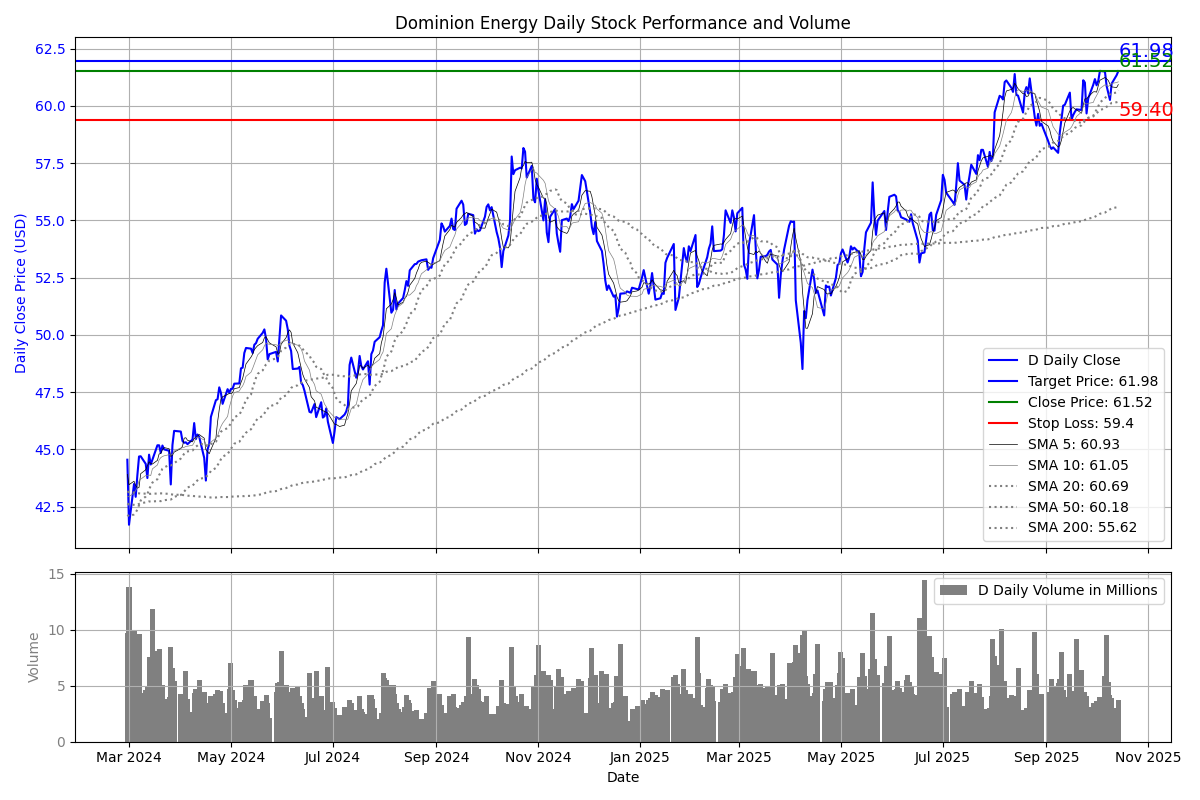 Dominion Energy Daily Stock Performance and Volume
62.5
60.0
57.5
55.0
52.5
50.0
47.5
45.0
42.5
Daily Close Price (USD)
61.98
61.52
59.40
D Daily Close
Target Price: 61.98
Close Price: 61.52
Stop Loss: 59.4
SMA 5: 60.93
SMA 10: 61.05
SMA 20: 60.69
SMA 50: 60.18
SMA 200: 55.62
15
10
5
0
Volume
D Daily Volume in Millions
Mar 2024 May 2024 Jul 2024 Sep 2024 Nov 2024 Jan 2025 Mar 2025 May 2025 Jul 2025 Sep 2025 Nov 2025
Date